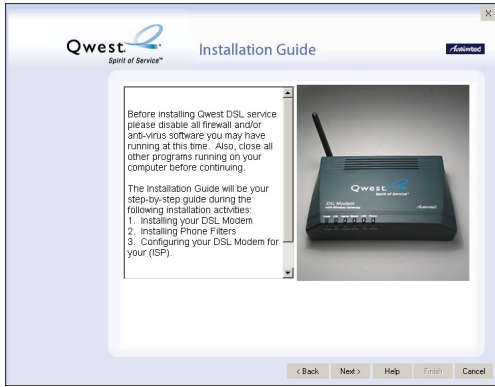 Qwest.
Spirit of Service™
Installation Guide
Actiontec
Before installing Qwest DSL service
please disable all firewall and/or
anti-virus software you may have
running at this time. Also, close all
other programs running on your
computer before continuing.
The Installation Guide will be your
step-by-step guide during the
following installation activities:
1. Installing your DSL Modem
2. Installing Phone Filters
3. Configuring your DSL Modem for
your (ISP).
Qwest.
Spirit of Service
DSL Modem
with Wireless Gateway
Actiontec
< Back
Next >
Help
Finish
Cancel